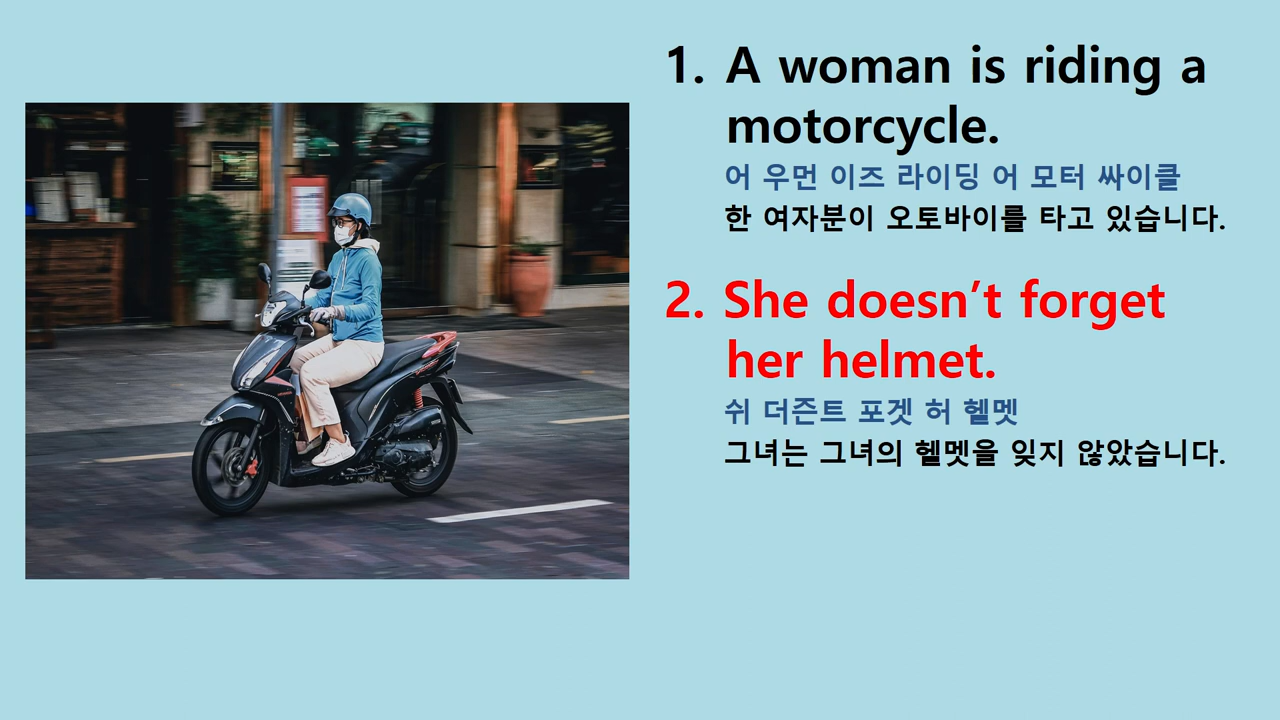 1. A woman is riding a
motorcycle.
어 우먼 이즈 라이딩 어 모터 싸이클
한 여자분이 오토바이를 타고 있습니다.
2. She doesn’t forget
her helmet.
쉬 더즌트 포겟 허 헬멧
그녀는 그녀의 헬멧을 잊지 않았습니다.